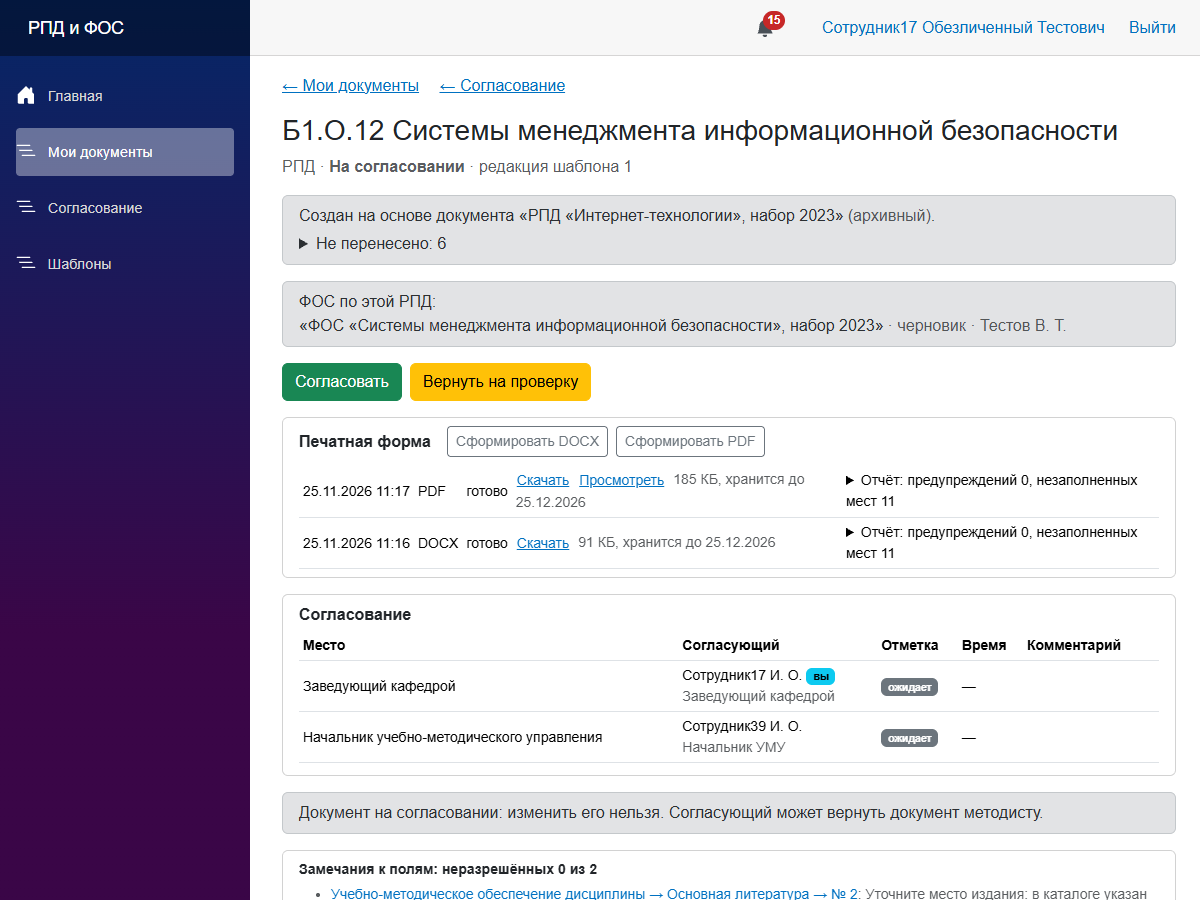 РПД и ФОС
15
Сотрудник17 Обезличенный Тестович
Выйти
Главная
Мои документы
Согласование
Шаблоны
← Мои документы ← Согласование
Б1.О.12 Системы менеджмента информационной безопасности
РПД · На согласовании · редакция шаблона 1
Создан на основе документа «РПД «Интернет-технологии», набор 2023» (архивный).
▶ Не перенесено: 6
ФОС по этой РПД:
«ФОС «Системы менеджмента информационной безопасности», набор 2023» · черновик · Тестов В. Т.
Согласовать
Вернуть на проверку
Печатная форма Сформировать DOCX Сформировать PDF
25.11.2026 11:17 PDF готово Скачать Просмотреть 185 КБ, хранится до 25.12.2026
▶ Отчёт: предупреждений 0, незаполненных мест 11
25.11.2026 11:16 DOCX готово Скачать 91 КБ, хранится до 25.12.2026
▶ Отчёт: предупреждений 0, незаполненных мест 11
Согласование
Место Согласующий Отметка Время Комментарий
Заведующий кафедрой
Сотрудник17 И. О. вы
Заведующий кафедрой
ожидает —
Начальник учебно-методического управления
Сотрудник39 И. О.
Начальник УМУ
ожидает —
Документ на согласовании: изменить его нельзя. Согласующий может вернуть документ методисту.
Замечания к полям: неразрешённых 0 из 2
• Учебно-методическое обеспечение дисциплины → Основная литература → № 2: Уточните место издания: в каталоге указан